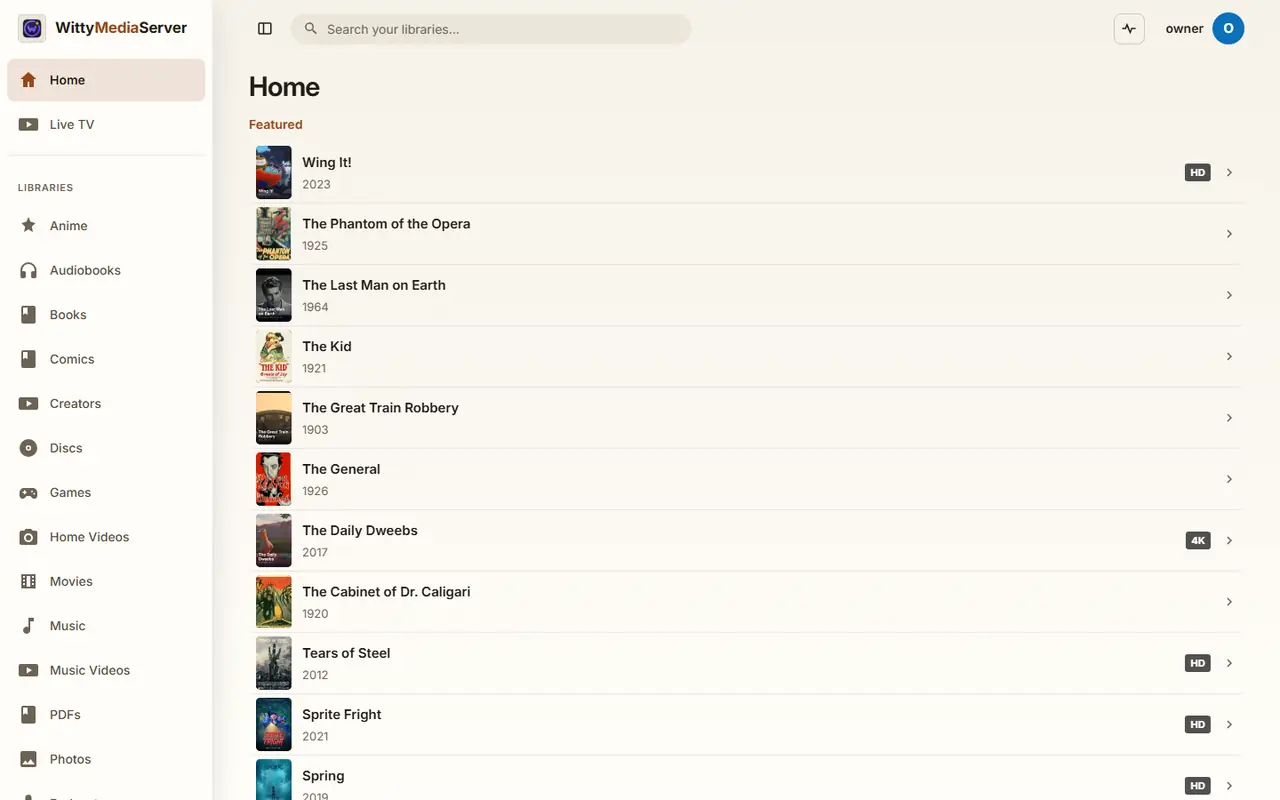 WittyMediaServer
Search your libraries...
owner
O
Home
Live TV
LIBRARIES
Anime
Audiobooks
Books
Comics
Creators
Discs
Games
Home Videos
Movies
Music
Music Videos
PDFs
Photos
Home
Featured
Wing It!
2023
HD
The Phantom of the Opera
1925
The Last Man on Earth
1964
The Kid
1921
The Great Train Robbery
1903
The General
1926
The Daily Dweebs
2017
4K
The Cabinet of Dr. Caligari
1920
Tears of Steel
2012
HD
Sprite Fright
2021
HD
Spring
2019
HD